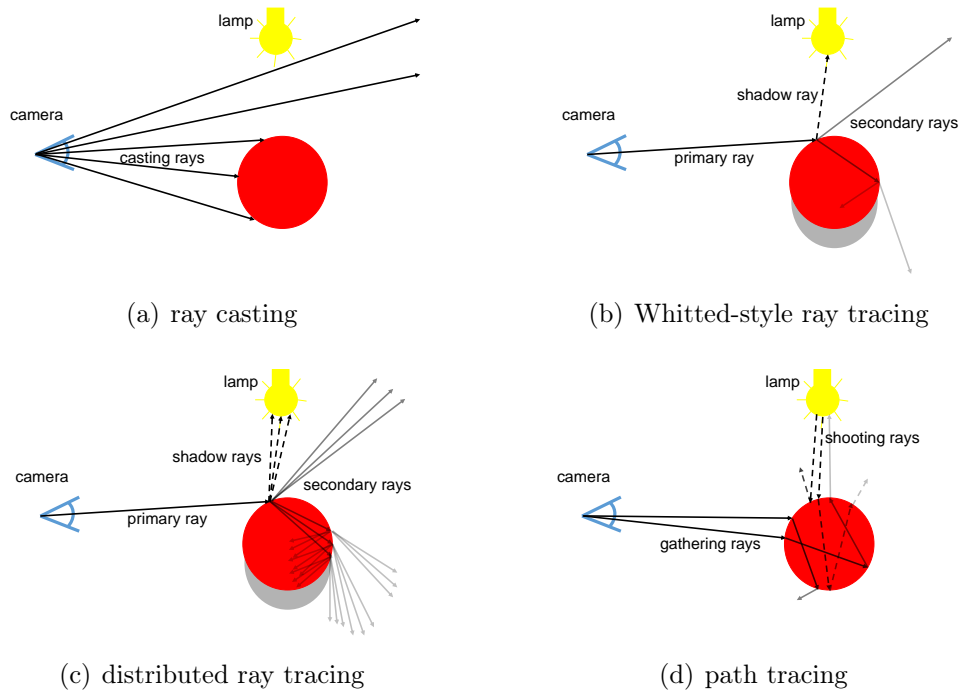 lamp
camera
casting rays
(a) ray casting
lamp
shadow ray
camera
secondary rays
primary ray
(b) Whitted-style ray tracing
lamp
shadow rays
camera
secondary rays
primary ray
(c) distributed ray tracing
lamp
shooting rays
camera
gathering rays
(d) path tracing